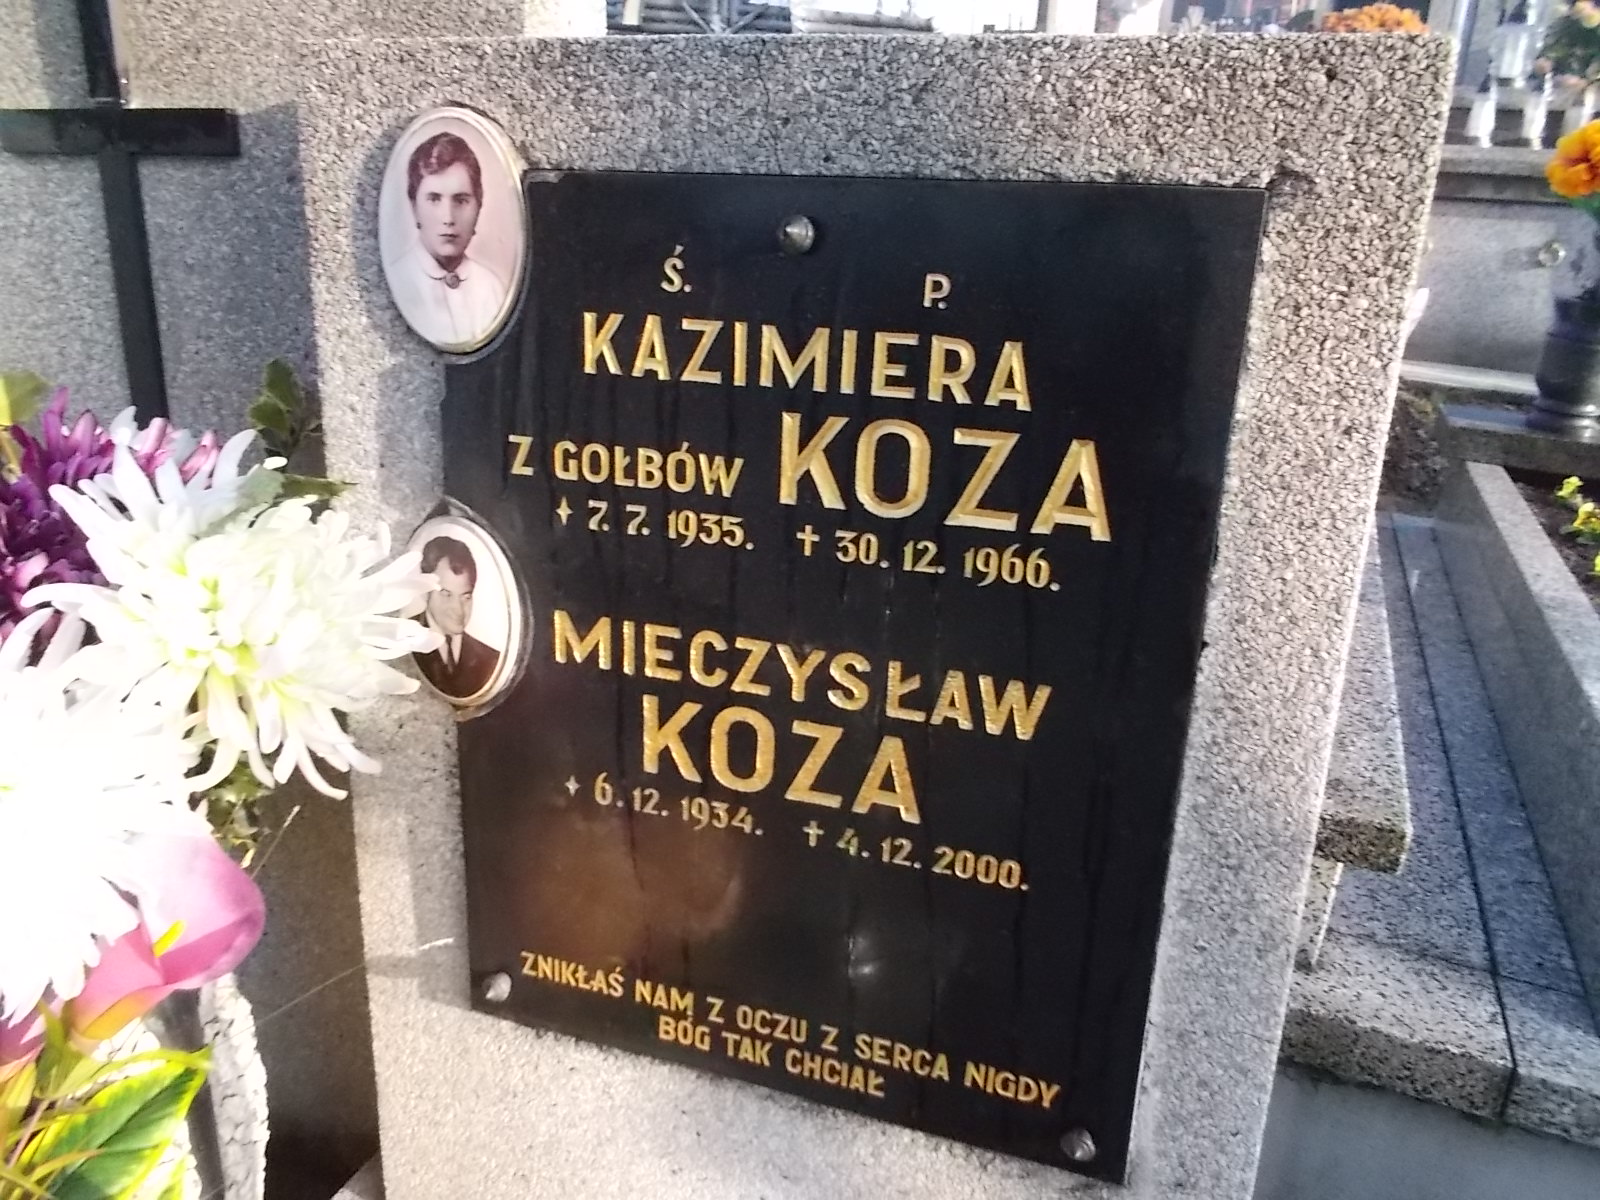 Ś. P.
KAZIMIERA
Z GOŁBÓW KOZA
+ 7. 7. 1935. † 30. 12. 1966.
MIECZYSŁAW
KOZA
+ 6. 12. 1934. † 4. 12. 2000.
ZNIKŁAŚ NAM Z OCZU Z SERCA NIGDY
BÓG TAK CHCIAŁ